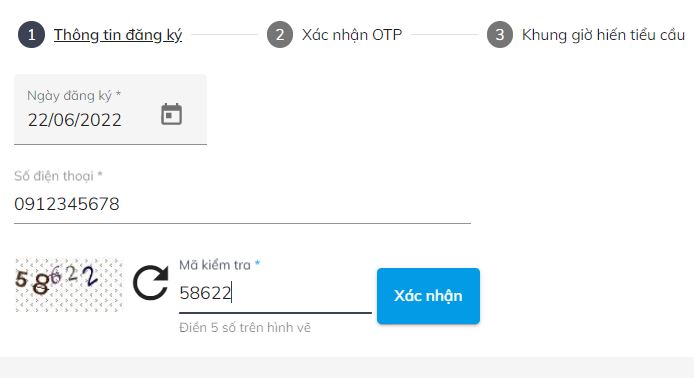 1 Thông tin đăng ký 2 Xác nhận OTP 3 Khung giờ hiến tiểu cầu
Ngày đăng ký *
22/06/2022
Số điện thoại *
0912345678
58622
Mã kiểm tra *
58622
Xác nhận
Điền 5 số trên hình vẽ